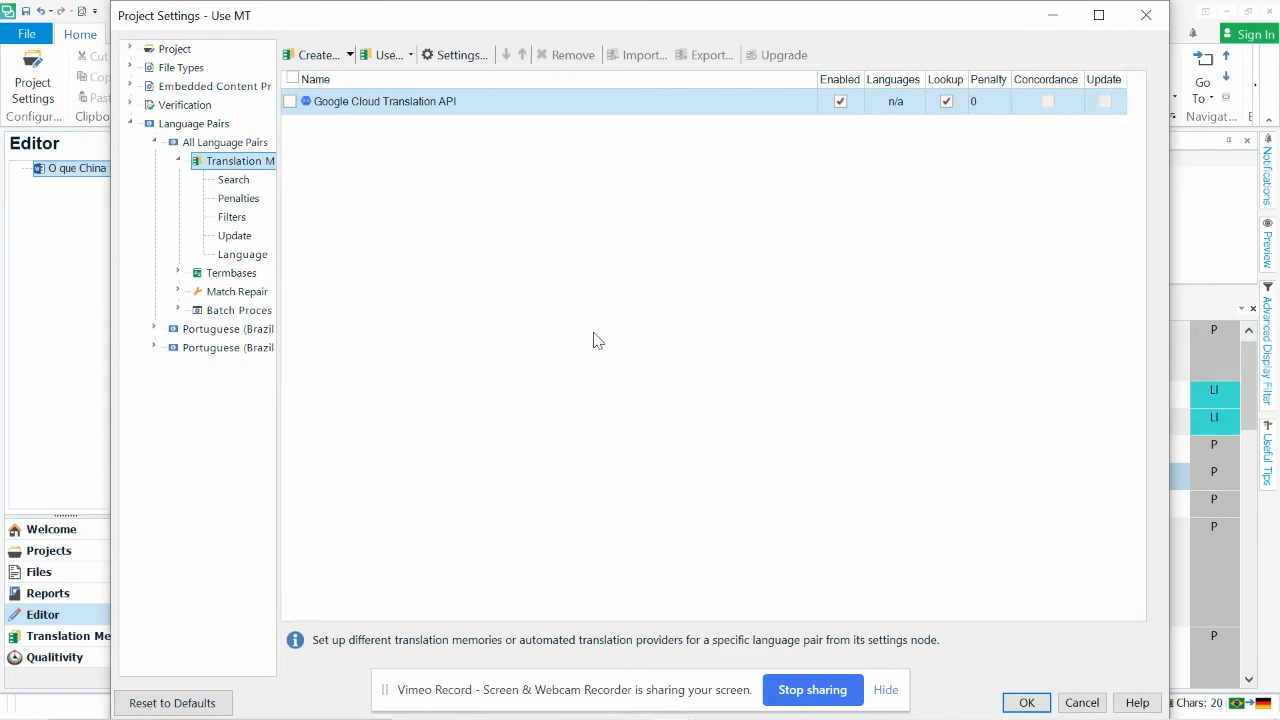 Project Settings - Use MT
File
Home
Sign In
Project
Settings
Cut
Cop
Past
Configur...
Clipbo
Go
To
Navigat...
Editor
O que China
Welcome
Projects
Files
Reports
Editor
Translation Me
Qualitivity
Project
File Types
Embedded Content Pr
Verification
Language Pairs
All Language Pairs
Translation M
Search
Penalties
Filters
Update
Language
Termbases
Match Repair
Batch Proces
Portuguese (Brazil
Portuguese (Brazil
Create...
Use...
Settings...
Remove
Import...
Export...
Upgrade
Name
Enabled
Languages
Lookup
Penalty
Concordance
Update
Google Cloud Translation API
n/a
0
Set up different translation memories or automated translation providers for a specific language pair from its settings node.
Vimeo Record - Screen & Webcam Recorder is sharing your screen.
Stop sharing
Hide
Reset to Defaults
OK
Cancel
Help
Notifications
Preview
Advanced Display Filter
Useful Tips
P
LI
LI
P
P
P
P
P
Chars: 20